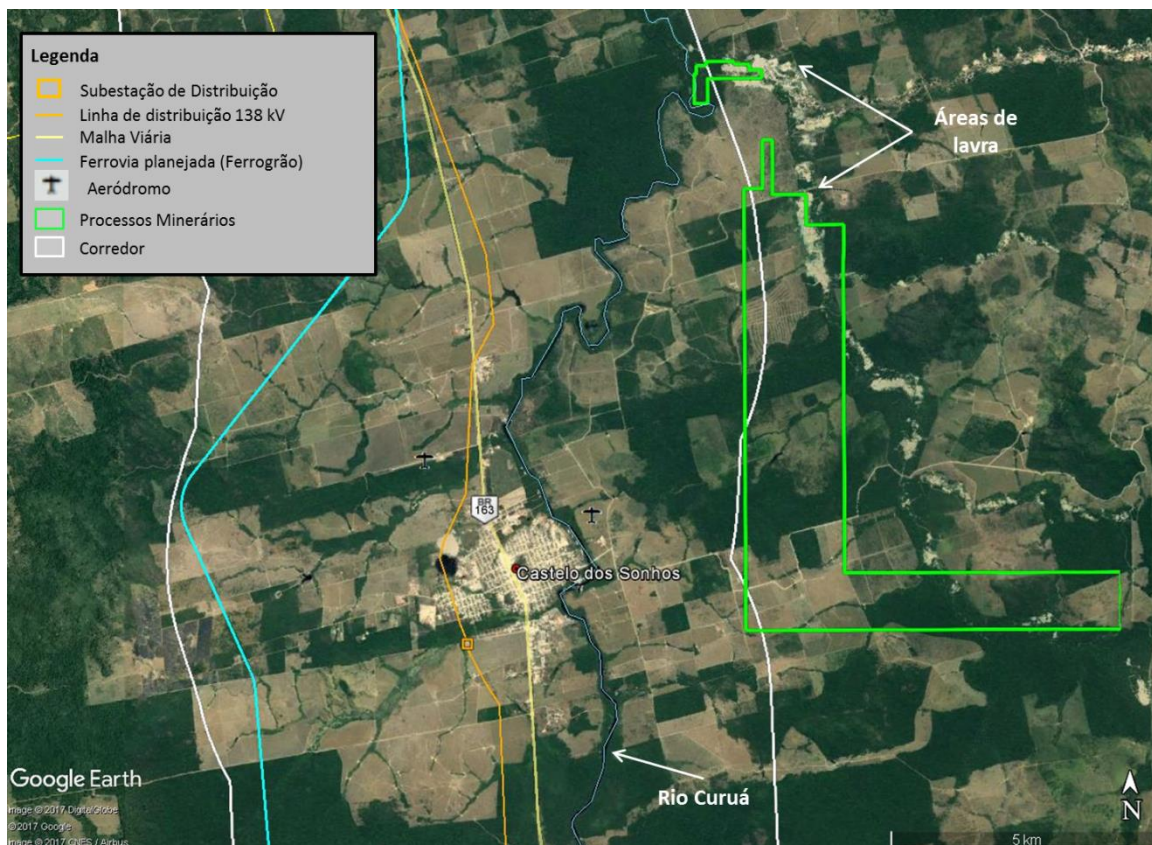 Legenda
Subestação de Distribuição
Linha de distribuição 138 kV
Malha Viária
Ferrovia planejada (Ferrogrão)
Aeródromo
Processos Minerários
Corredor
Áreas de
lavra
BR
163
Castelo dos Sonhos
Rio Curuá
Google Earth
Image © 2017 DigitalGlobe
©2017 Google
Image © 2017 CNES / Airbus
N
5 km